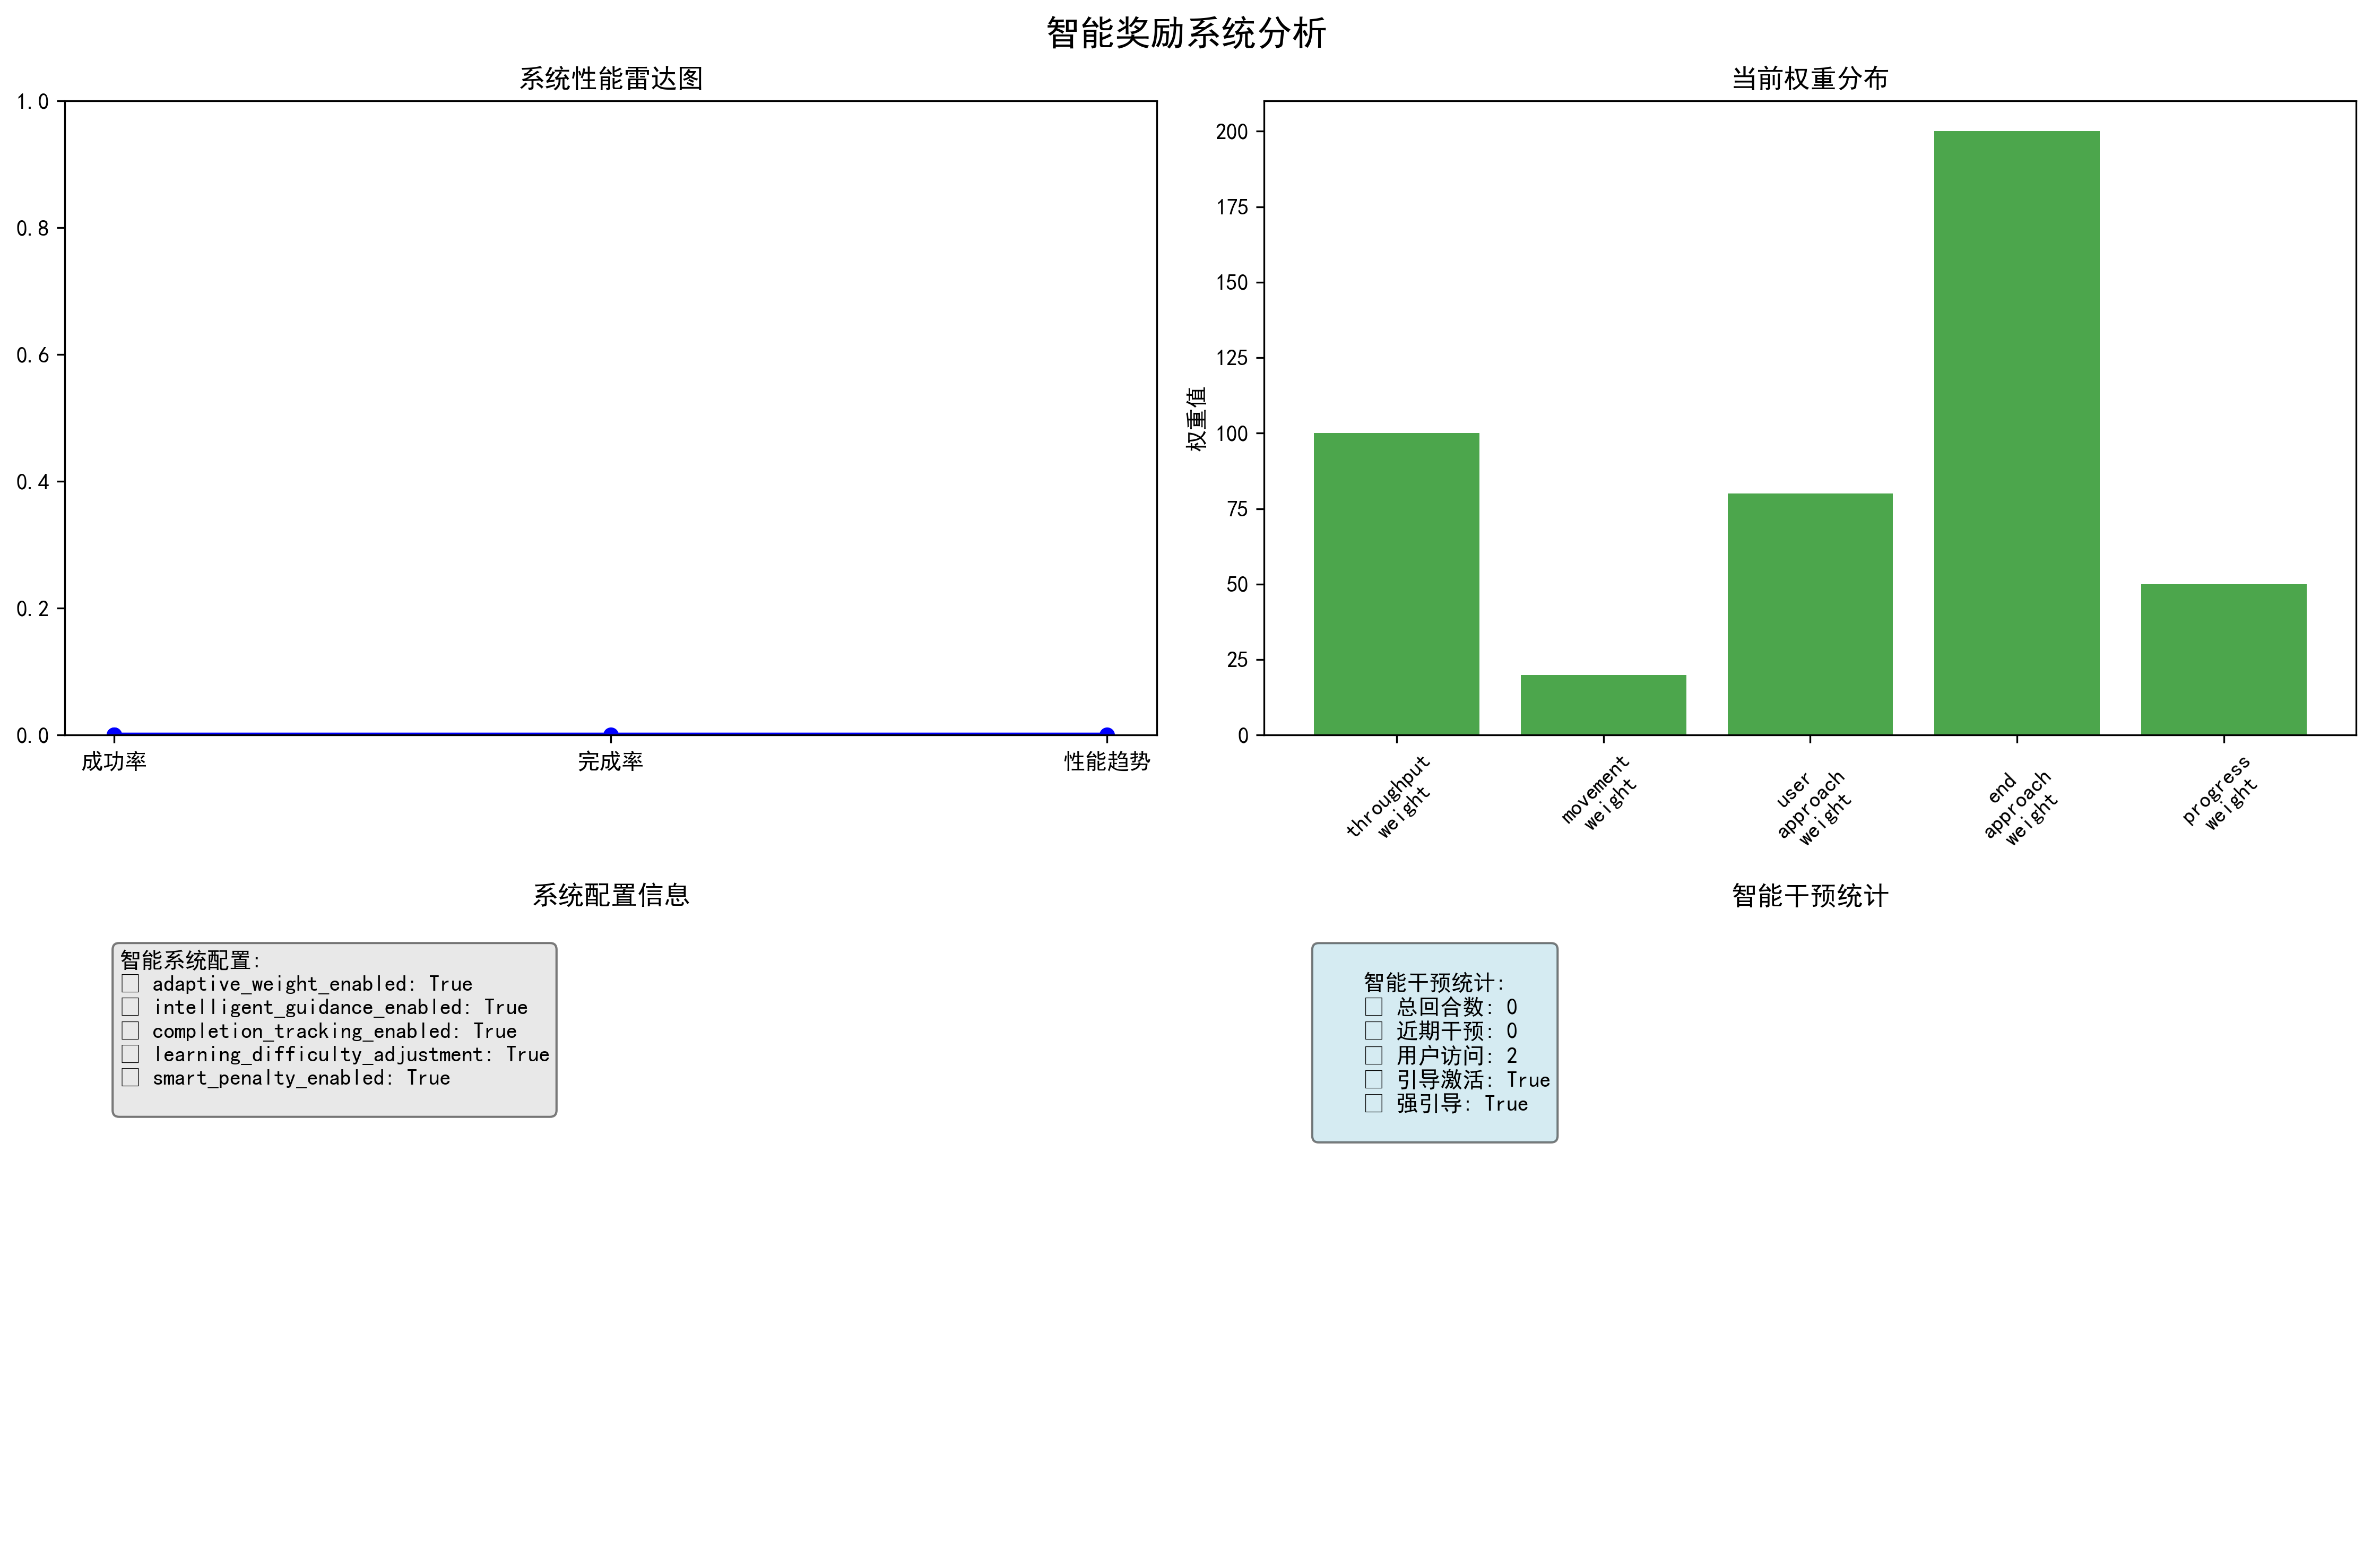 智能奖励系统分析
系统性能雷达图
1.0
0.8
0.6
0.4
0.2
0.0
成功率
完成率
性能趋势
当前权重分布
权重值
200
175
150
125
100
75
50
25
0
throughput
weight
movement
weight
user
approach
weight
end
approach
weight
progress
weight
系统配置信息
智能系统配置:
□ adaptive_weight_enabled: True
□ intelligent_guidance_enabled: True
□ completion_tracking_enabled: True
□ learning_difficulty_adjustment: True
□ smart_penalty_enabled: True
智能干预统计
智能干预统计:
□ 总回合数: 0
□ 近期干预: 0
□ 用户访问: 2
□ 引导激活: True
□ 强引导: True